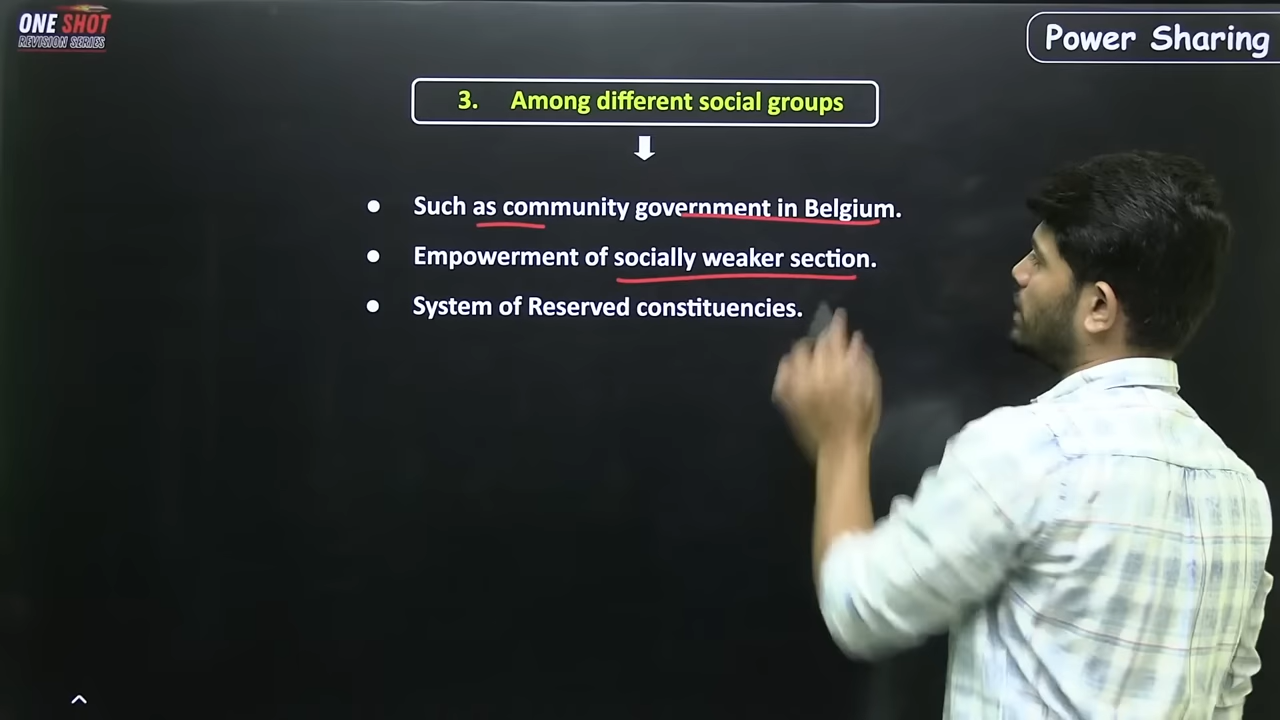 ONE SHOT
REVISION SERIES
Power Sharing
3. Among different social groups
Such as community government in Belgium.
Empowerment of socially weaker section.
System of Reserved constituencies.